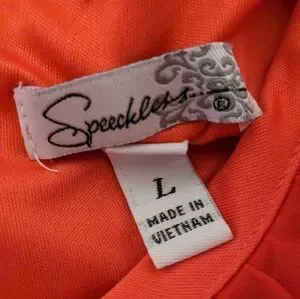 Speechless
®
L
MADE IN
VIETNAM